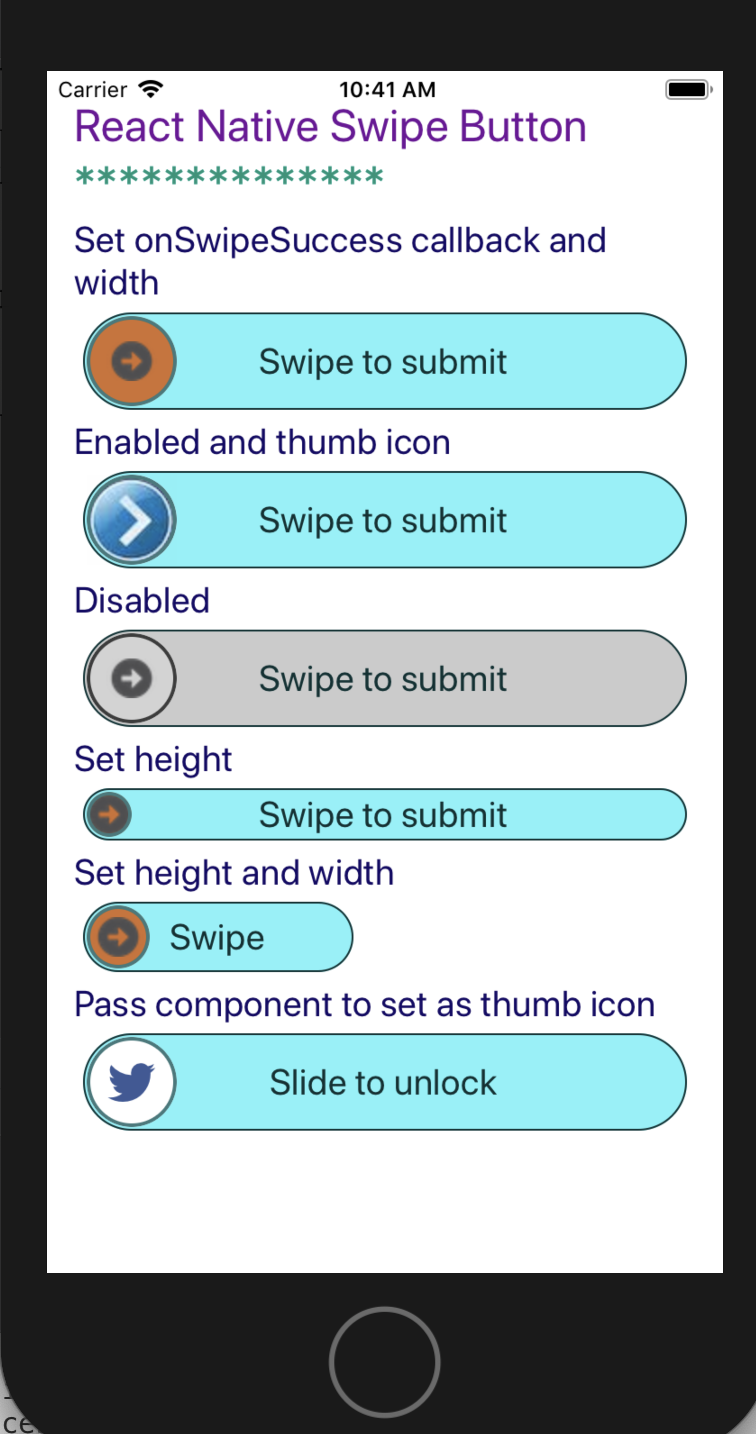 Carrier 10:41 AM
React Native Swipe Button
**************
Set onSwipeSuccess callback and
width
Swipe to submit
Enabled and thumb icon
Swipe to submit
Disabled
Swipe to submit
Set height
Swipe to submit
Set height and width
Swipe
Pass component to set as thumb icon
Slide to unlock